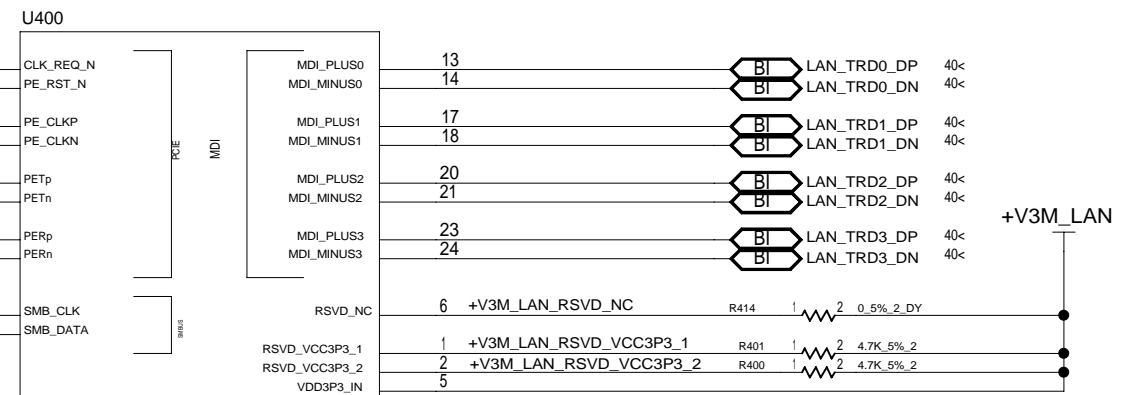 U400
CLK_REQ_N MDI_PLUS0 13 BI LAN_TRD0_DP 40<
PE_RST_N MDI_MINUS0 14 BI LAN_TRD0_DN 40<
PE_CLKP MDI_PLUS1 17 BI LAN_TRD1_DP 40<
PE_CLKN MDI_MINUS1 18 BI LAN_TRD1_DN 40<
PCIE
MDI
PETp MDI_PLUS2 20 BI LAN_TRD2_DP 40<
PETn MDI_MINUS2 21 BI LAN_TRD2_DN 40<
+V3M_LAN
PERp MDI_PLUS3 23 BI LAN_TRD3_DP 40<
PERn MDI_MINUS3 24 BI LAN_TRD3_DN 40<
SMB_CLK RSVD_NC 6 +V3M_LAN_RSVD_NC R414 1 2 0_5%_2_DY
SMB_DATA
SMBUS
RSVD_VCC3P3_1 1 +V3M_LAN_RSVD_VCC3P3_1 R401 1 2 4.7K_5%_2
RSVD_VCC3P3_2 2 +V3M_LAN_RSVD_VCC3P3_2 R400 1 2 4.7K_5%_2
VDD3P3_IN 5